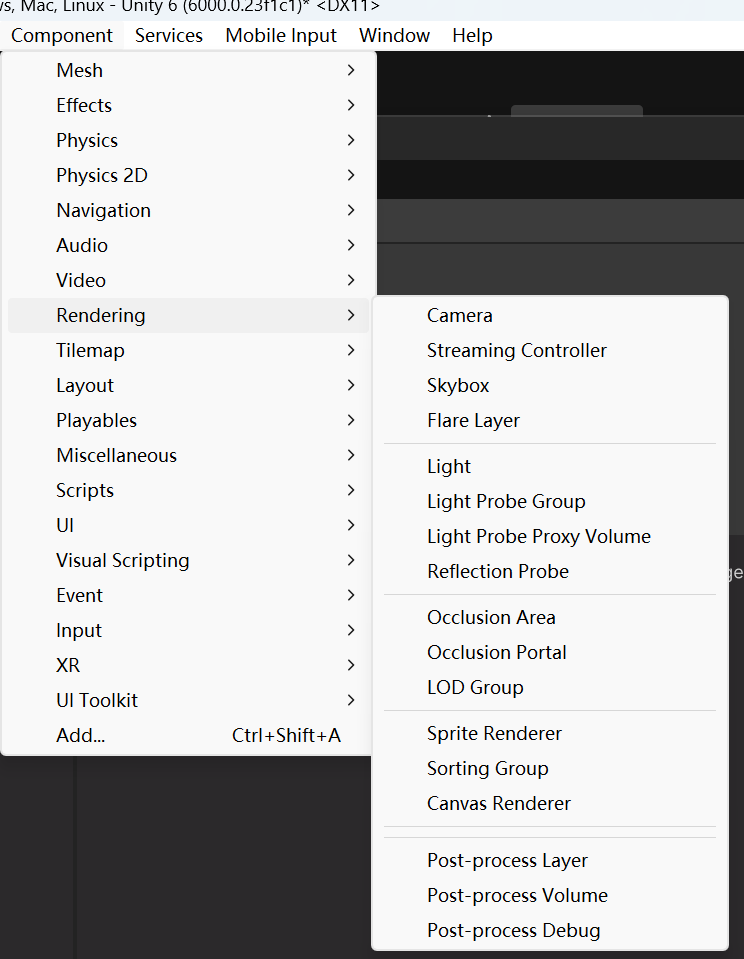 ws, Mac, Linux - Unity 6 (6000.0.23f1c1)* <DX11>
Component Services Mobile Input Window Help
Mesh
Effects
Physics
Physics 2D
Navigation
Audio
Video
Rendering
Tilemap
Layout
Playables
Miscellaneous
Scripts
UI
Visual Scripting
Event
Input
XR
UI Toolkit
Add... Ctrl+Shift+A
Camera
Streaming Controller
Skybox
Flare Layer
Light
Light Probe Group
Light Probe Proxy Volume
Reflection Probe
Occlusion Area
Occlusion Portal
LOD Group
Sprite Renderer
Sorting Group
Canvas Renderer
Post-process Layer
Post-process Volume
Post-process Debug